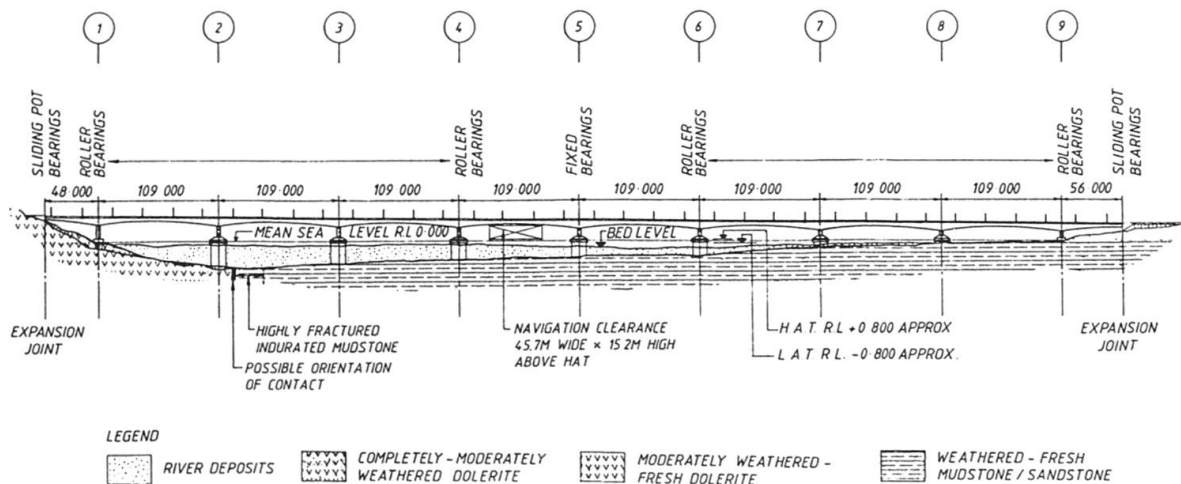 1 2 3 4 5 6 7 8 9
SLIDING POT
BEARINGS
ROLLER
BEARINGS
ROLLER
BEARINGS
FIXED
BEARINGS
ROLLER
BEARINGS
ROLLER
BEARINGS
SLIDING POT
BEARINGS
48 000 109 000 109·000 109 000 109 000 109·000 109 000 109 000 109 000 56 000
MEAN SEA LEVEL R.L 0·000 BED LEVEL
EXPANSION
JOINT
HIGHLY FRACTURED
INDURATED MUDSTONE
POSSIBLE ORIENTATION
OF CONTACT
NAVIGATION CLEARANCE
45.7M WIDE × 15.2M HIGH
ABOVE HAT
H A T. R L +0 800 APPROX
L A T. R L. -0·800 APPROX.
EXPANSION
JOINT
LEGEND
RIVER DEPOSITS
COMPLETELY-MODERATELY
WEATHERED DOLERITE
MODERATELY WEATHERED-
FRESH DOLERITE
WEATHERED-FRESH
MUDSTONE/SANDSTONE